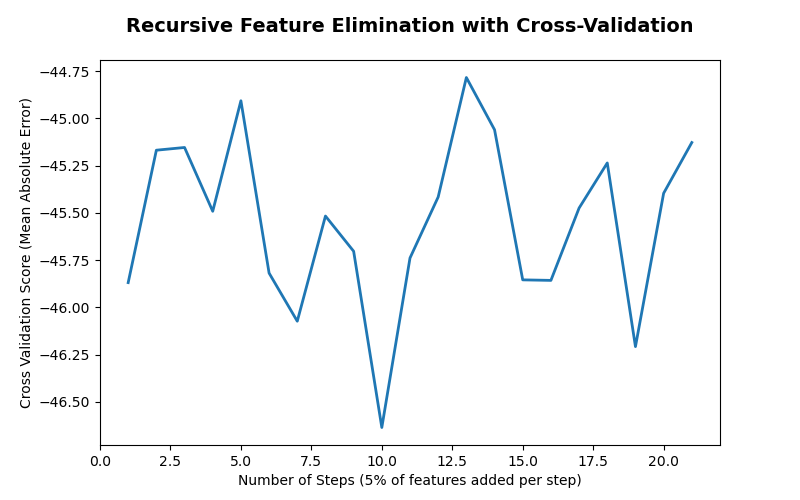 Recursive Feature Elimination with Cross-Validation
Cross Validation Score (Mean Absolute Error)
−44.75
−45.00
−45.25
−45.50
−45.75
−46.00
−46.25
−46.50
0.0 2.5 5.0 7.5 10.0 12.5 15.0 17.5 20.0
Number of Steps (5% of features added per step)